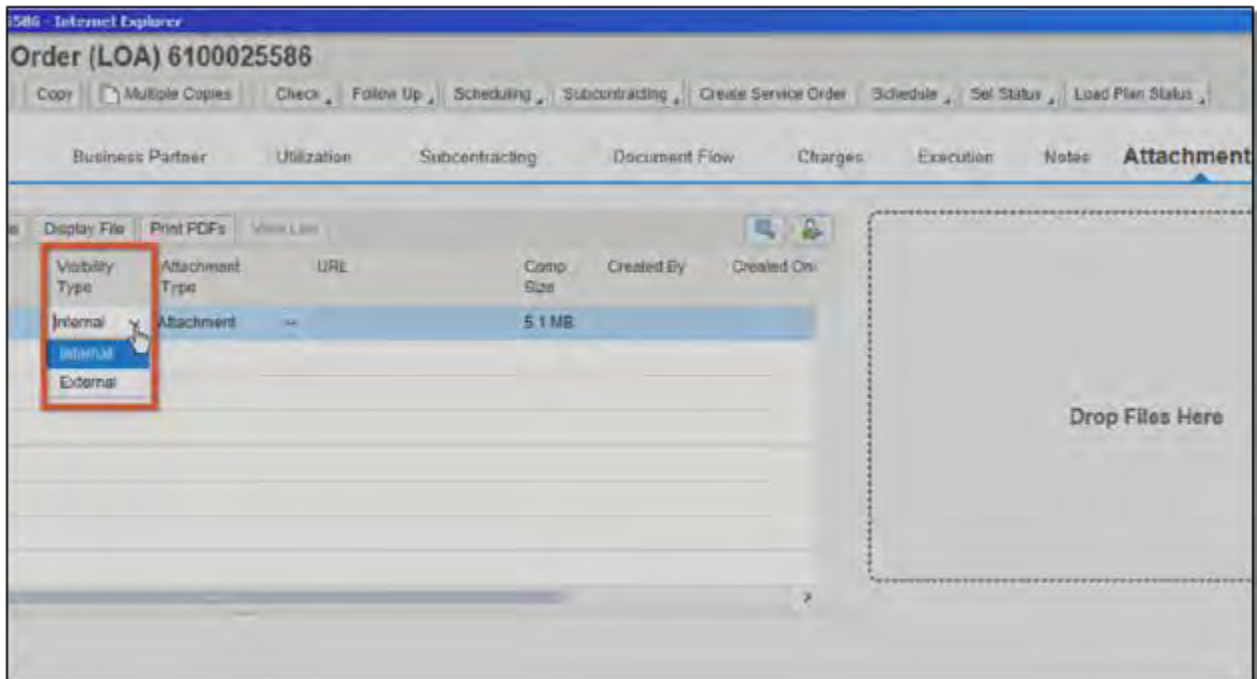 5586 - Internet Explorer
Order (LOA) 6100025586
Copy Multiple Copies Check Follow Up Scheduling Subcontracting Create Service Order Schedule Set Status Load Plan Status
Business Partner Utilization Subcontracting Document Flow Charges Execution Notes Attachment
Display File Print PDFs View Link
Visibility Type Attachment Type URL Comp Size Created By Created On
Internal Attachment --- 5.1 MB
Internal
External
Drop Files Here